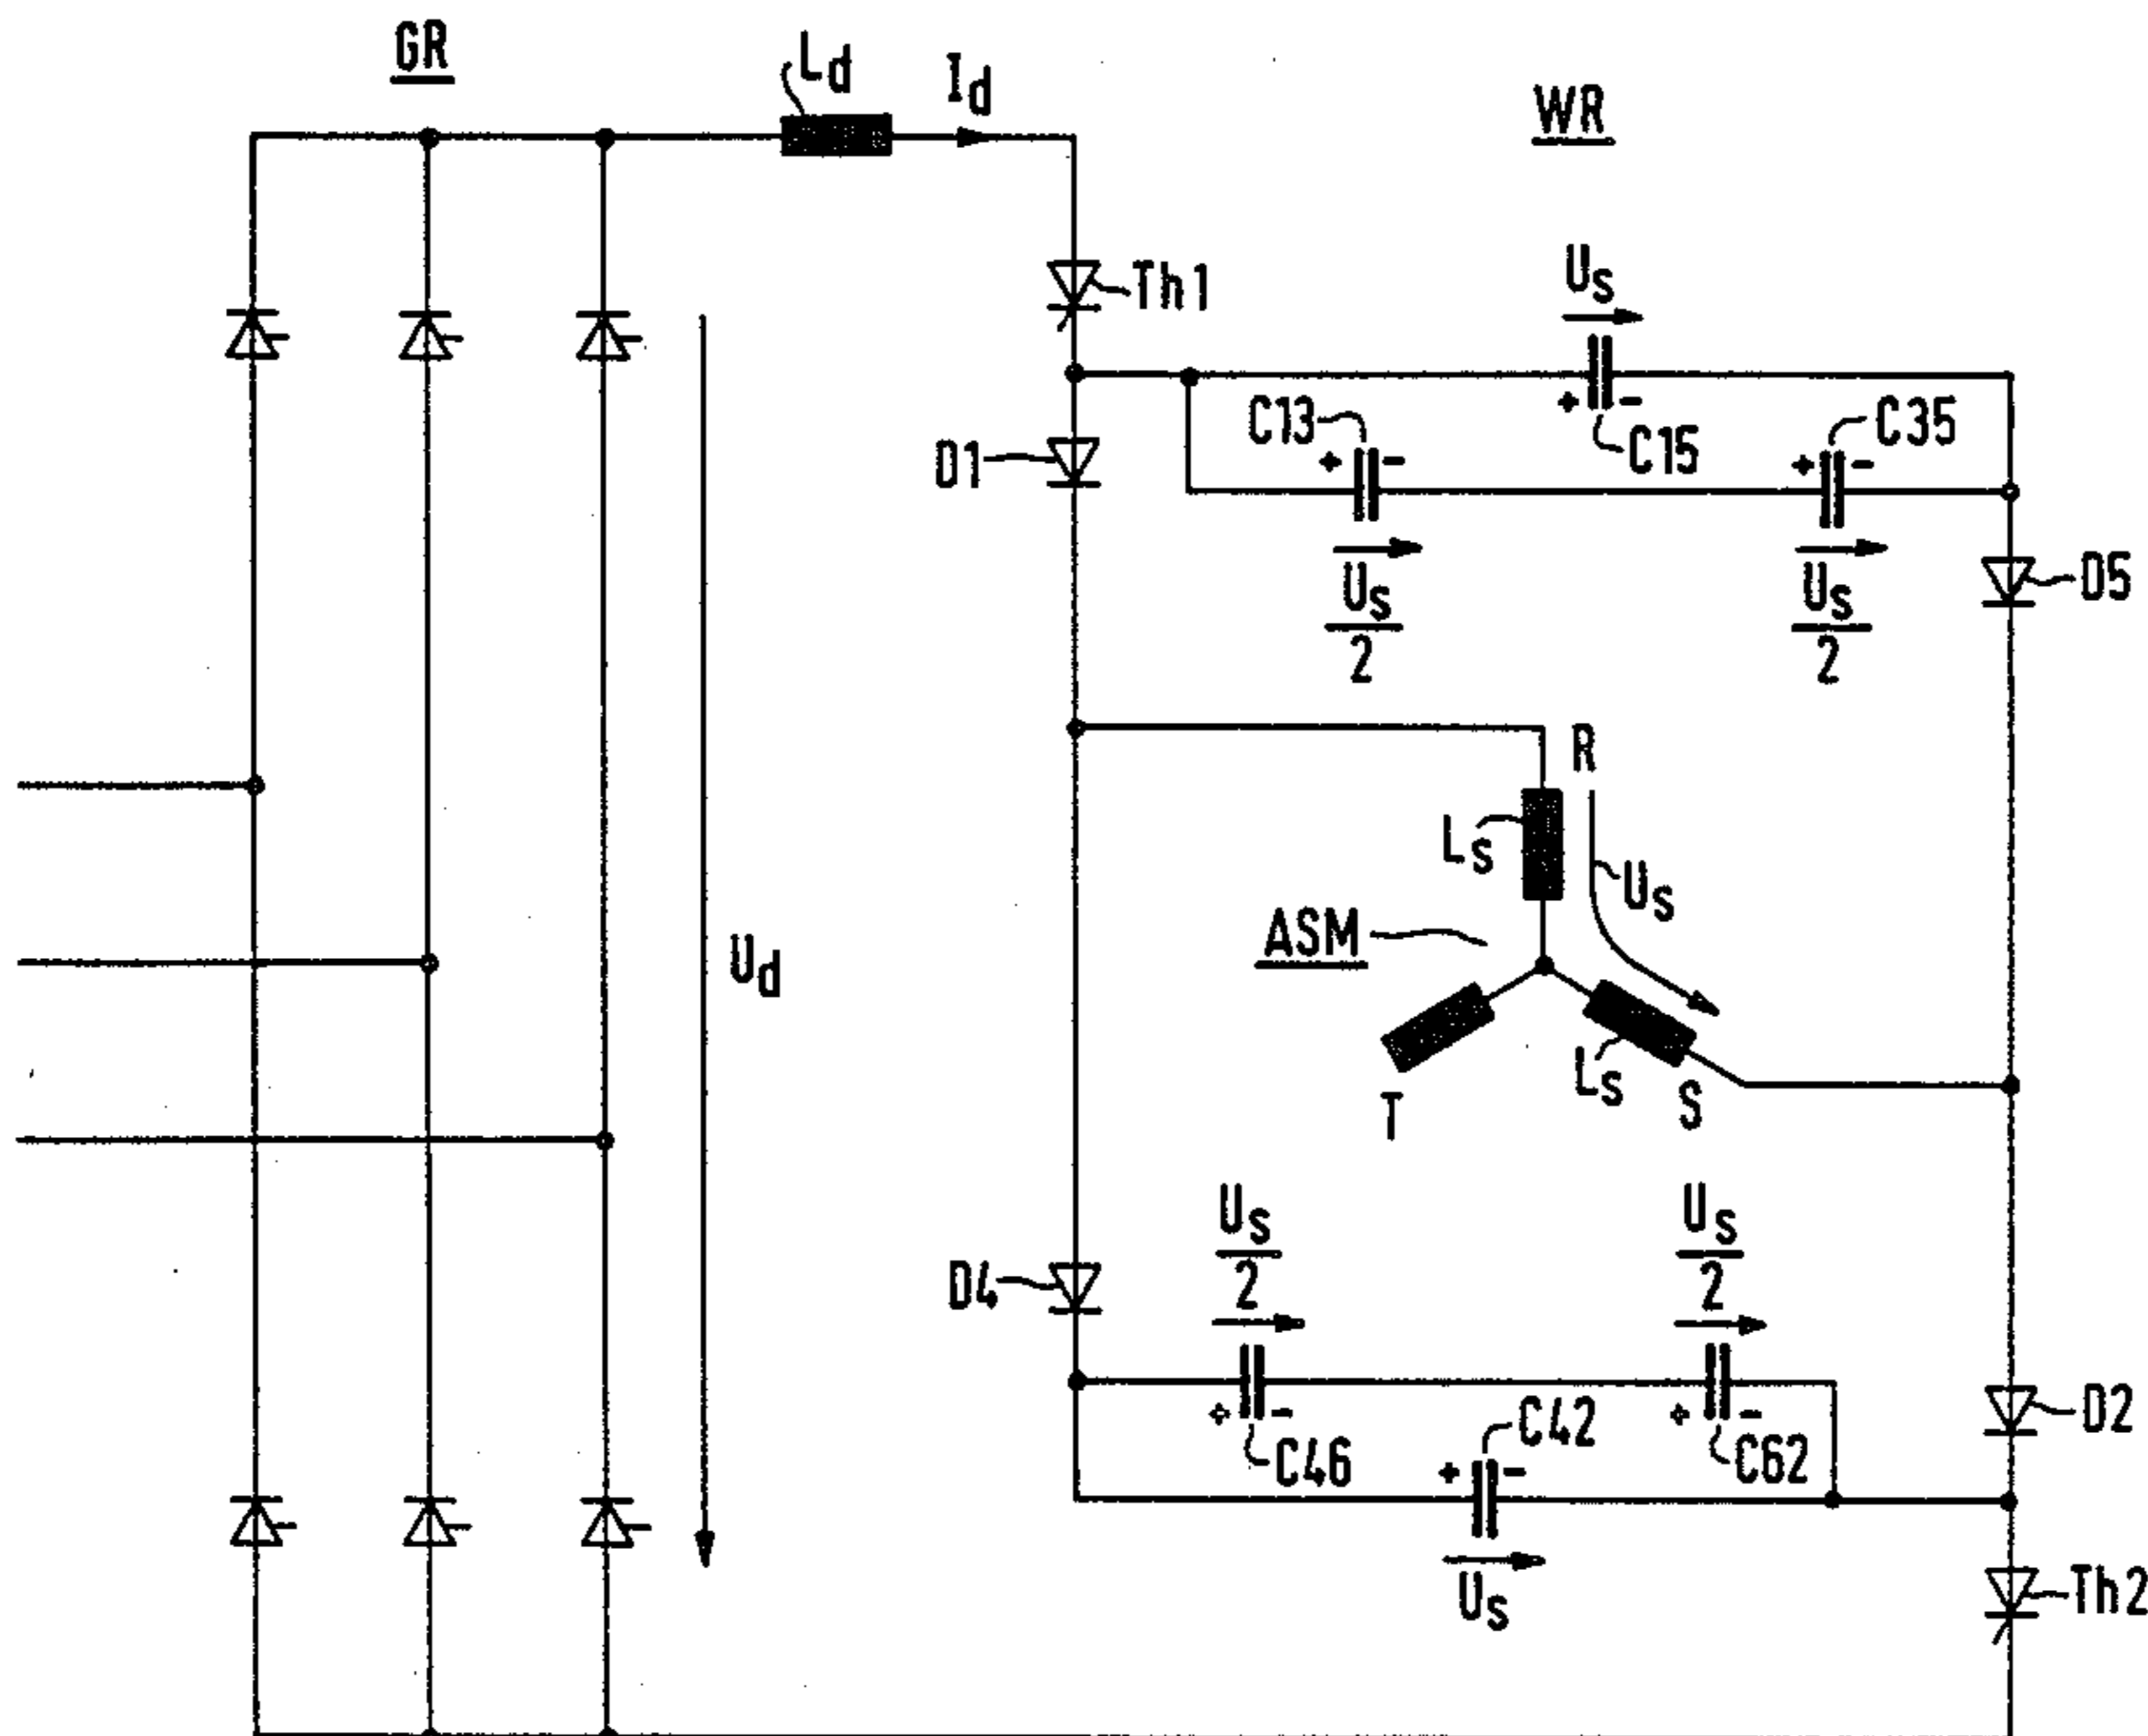 GR
Ld
Id
WR
Th1
Us
+ -
C13
C15
C35
+ -
+ -
D1
Us
2
Us
2
D5
R
Ls
Us
ASM
Ud
Ls
S
T
Us
2
Us
2
D4
+ -
C46
C42
+ -
+ -
C62
D2
Us
Th2